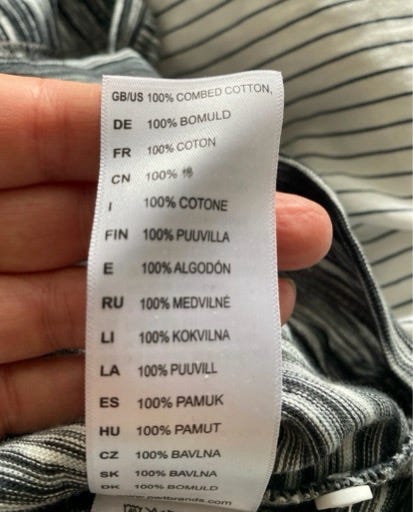 GB/US 100% COMBED COTTON,
DE 100% BOMULD
FR 100% COTON
CN 100% 棉
I 100% COTONE
FIN 100% PUUVILLA
E 100% ALGODÓN
RU 100% MEDVILNĖ
LI 100% KOKVILNA
LA 100% PUUVILL
ES 100% PAMUK
HU 100% PAMUT
CZ 100% BAVLNA
SK 100% BAVLNA
DK 100% BOMULD